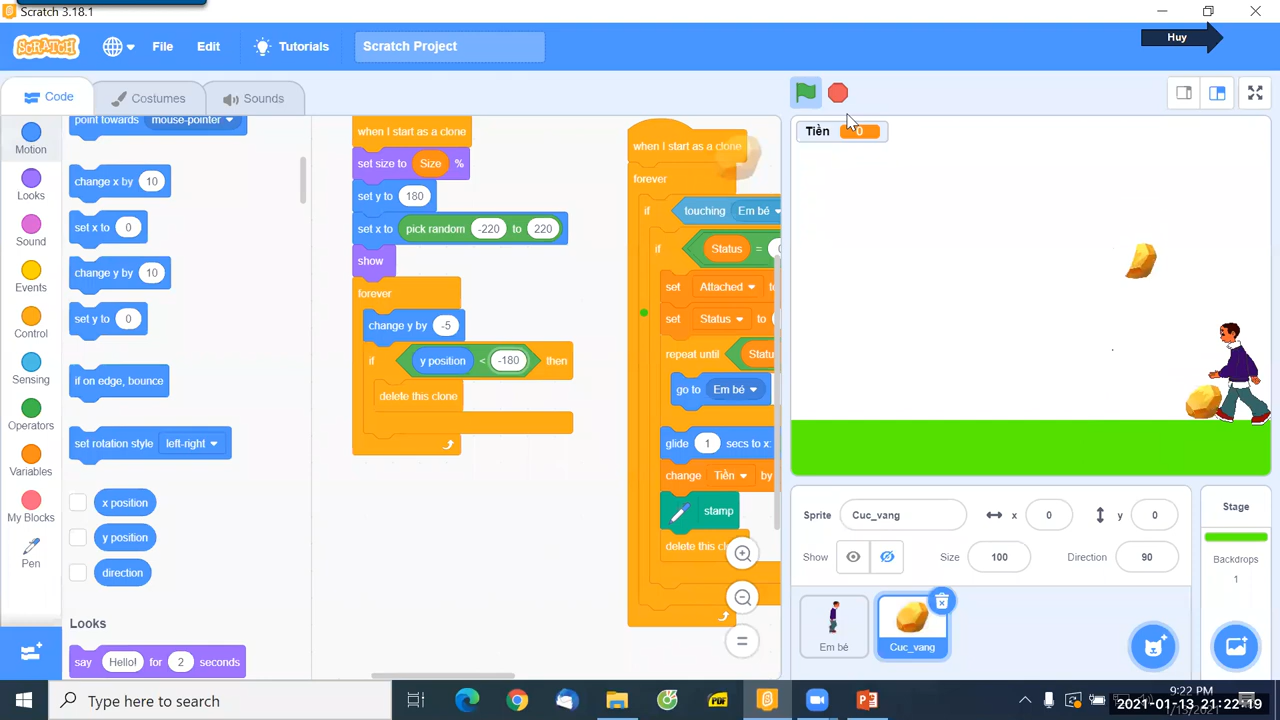 Scratch 3.18.1
Huy
SCRATCH
File
Edit
Tutorials
Scratch Project
Code
Costumes
Sounds
Motion
Looks
Sound
Events
Control
Sensing
Operators
Variables
My Blocks
Pen
point towards mouse-pointer
change x by 10
set x to 0
change y by 10
set y to 0
if on edge, bounce
set rotation style left-right
x position
y position
direction
Looks
say Hello! for 2 seconds
when I start as a clone
set size to Size %
set y to 180
set x to pick random -220 to 220
show
forever
change y by -5
if y position < -180 then
delete this clone
when I start as a clone
forever
if touching Em bé
if Status =
set Attached to
set Status to
repeat until
go to Em bé
glide 1 secs to x:
change Tiền by
stamp
Tiền 0
Sprite Cuc_vang x 0 y 0
Show Size 100 Direction 90
Em bé
Cuc_vang
Stage
Backdrops
1
Type here to search
PDF
9:22 PM
2021-01-13 21:22:19